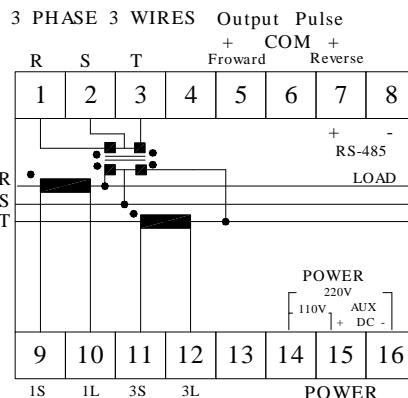 3 PHASE 3 WIRES Output Pulse
+ COM +
R S T Froward Reverse
1 2 3 4 5 6 7 8
+ -
RS-485
R LOAD
S
T
POWER
220V
110V AUX
+ DC -
9 10 11 12 13 14 15 16
1S 1L 3S 3L POWER